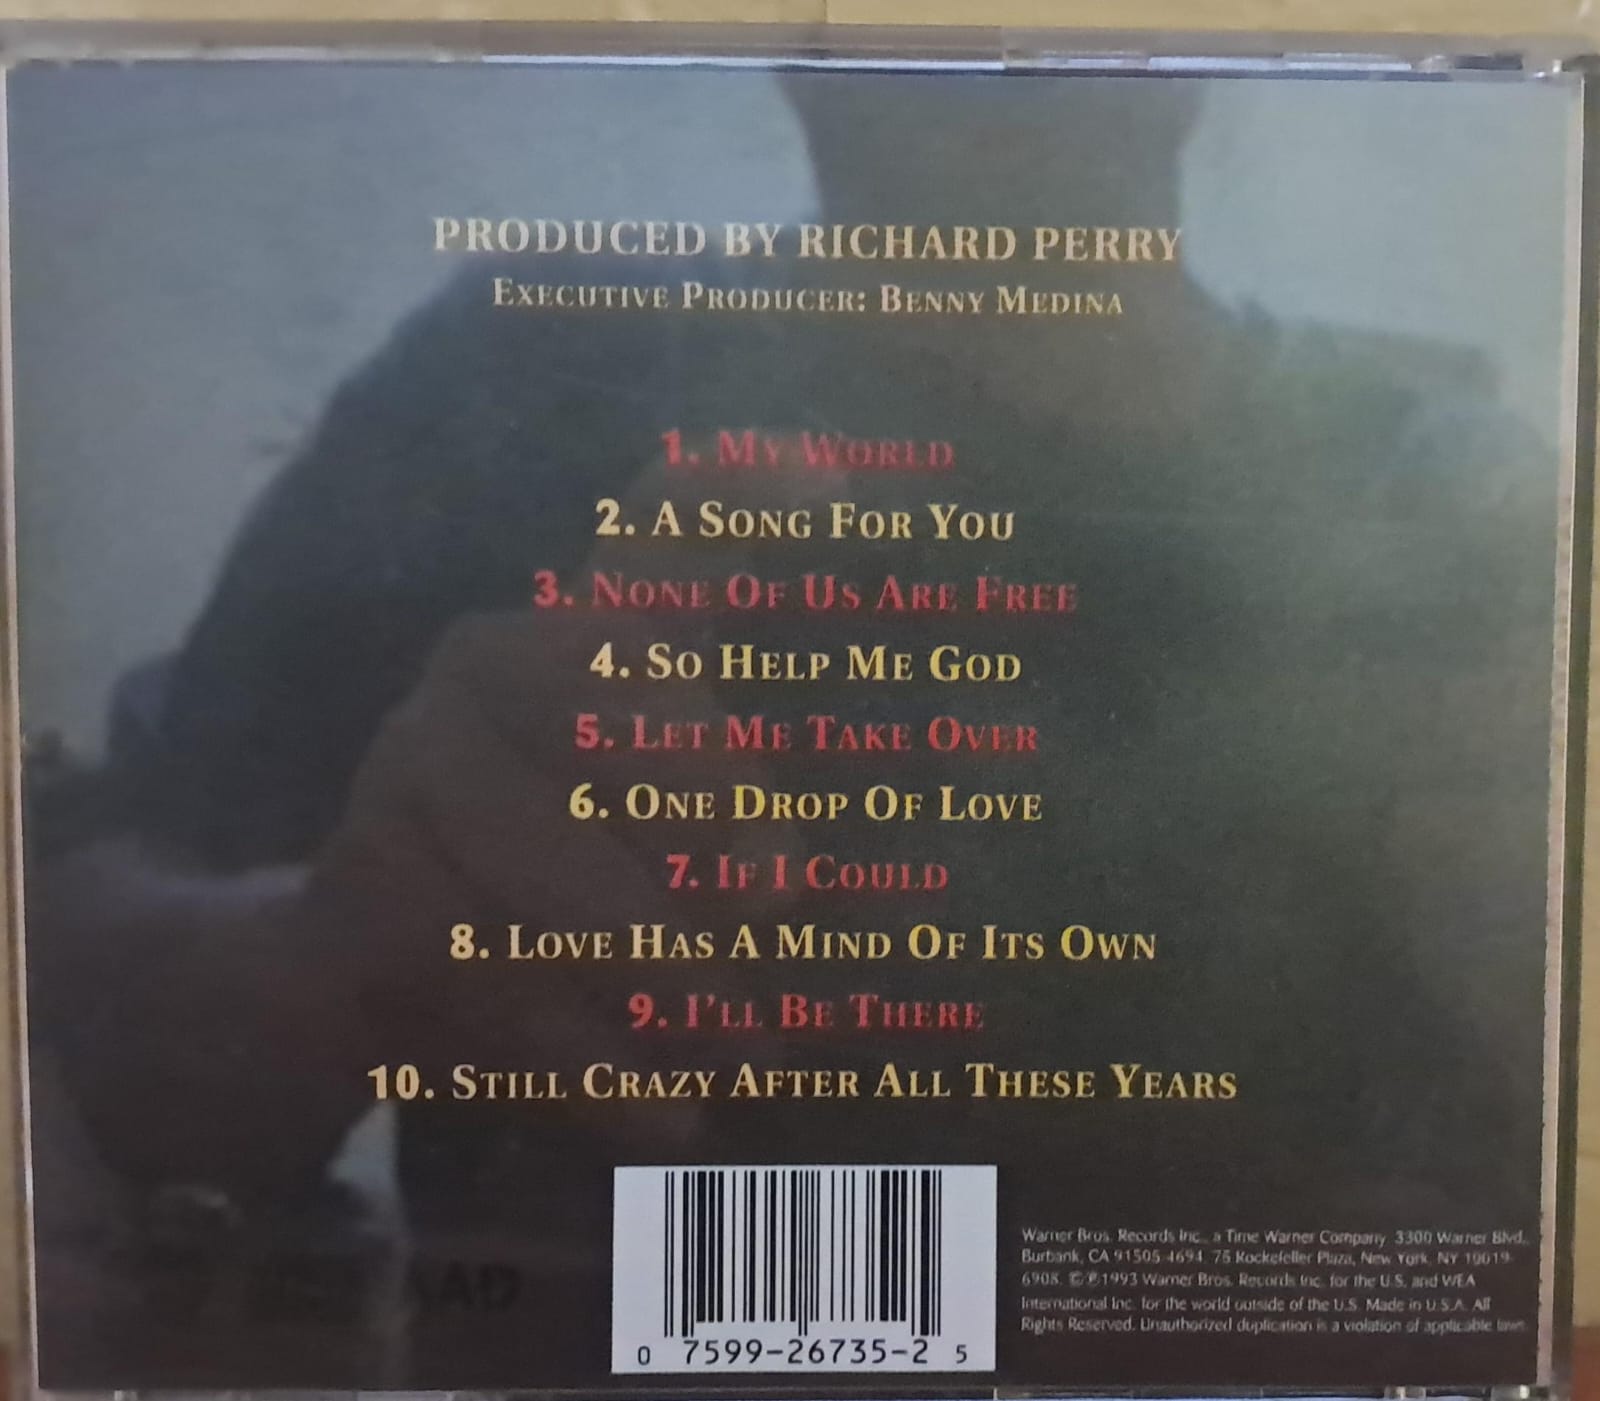 PRODUCED BY RICHARD PERRY
EXECUTIVE PRODUCER: BENNY MEDINA
1. MY WORLD
2. A SONG FOR YOU
3. NONE OF US ARE FREE
4. SO HELP ME GOD
5. LET ME TAKE OVER
6. ONE DROP OF LOVE
7. IF I COULD
8. LOVE HAS A MIND OF ITS OWN
9. I'LL BE THERE
10. STILL CRAZY AFTER ALL THESE YEARS
Warner Bros. Records Inc., a Time Warner Company. 3300 Warner Blvd.,
Burbank, CA 91505-4694. 75 Rockefeller Plaza, New York, NY 10019-
6908. ©℗1993 Warner Bros. Records Inc. for the U.S. and WEA
International Inc. for the world outside of the U.S. Made in U.S.A. All
Rights Reserved. Unauthorized duplication is a violation of applicable laws.
AAD
0 7599-26735-2 5